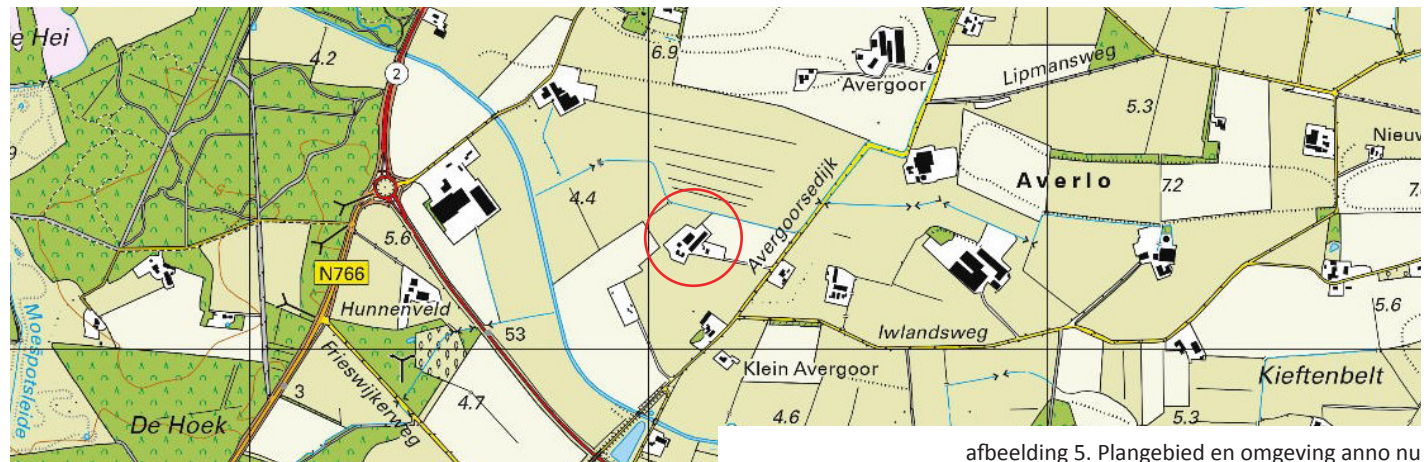 e Hei
4.2
2
6.9
Avergoor
Lipmansweg
5.3
Nieuw
Averlo
7.2
7.
4.4
Avergoorsedijk
5.6
N766
Hunnenveld
53
Iwlandsweg
5.6
Moespotsleide
Frieswijkerweg
Klein Avergoor
Kieftenbelt
3
De Hoek
4.7
4.6
5.3
afbeelding 5. Plangebied en omgeving anno nu